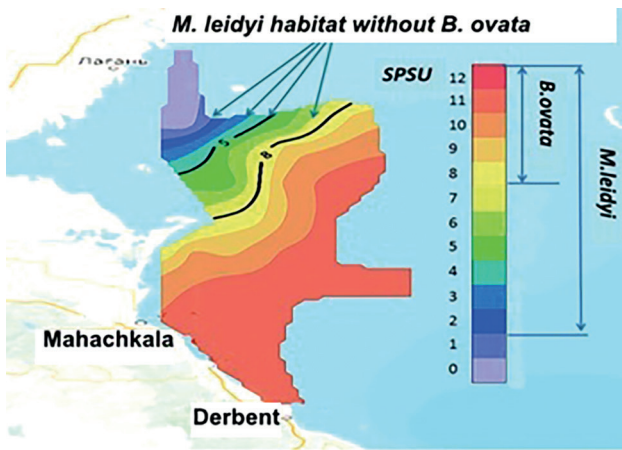 M. leidyi habitat without B. ovata
Лагань
SPSU
12
11
10
9
8
7
6
5
4
3
2
1
0
B.ovata
M.leidyi
5
8
Mahachkala
Derbent